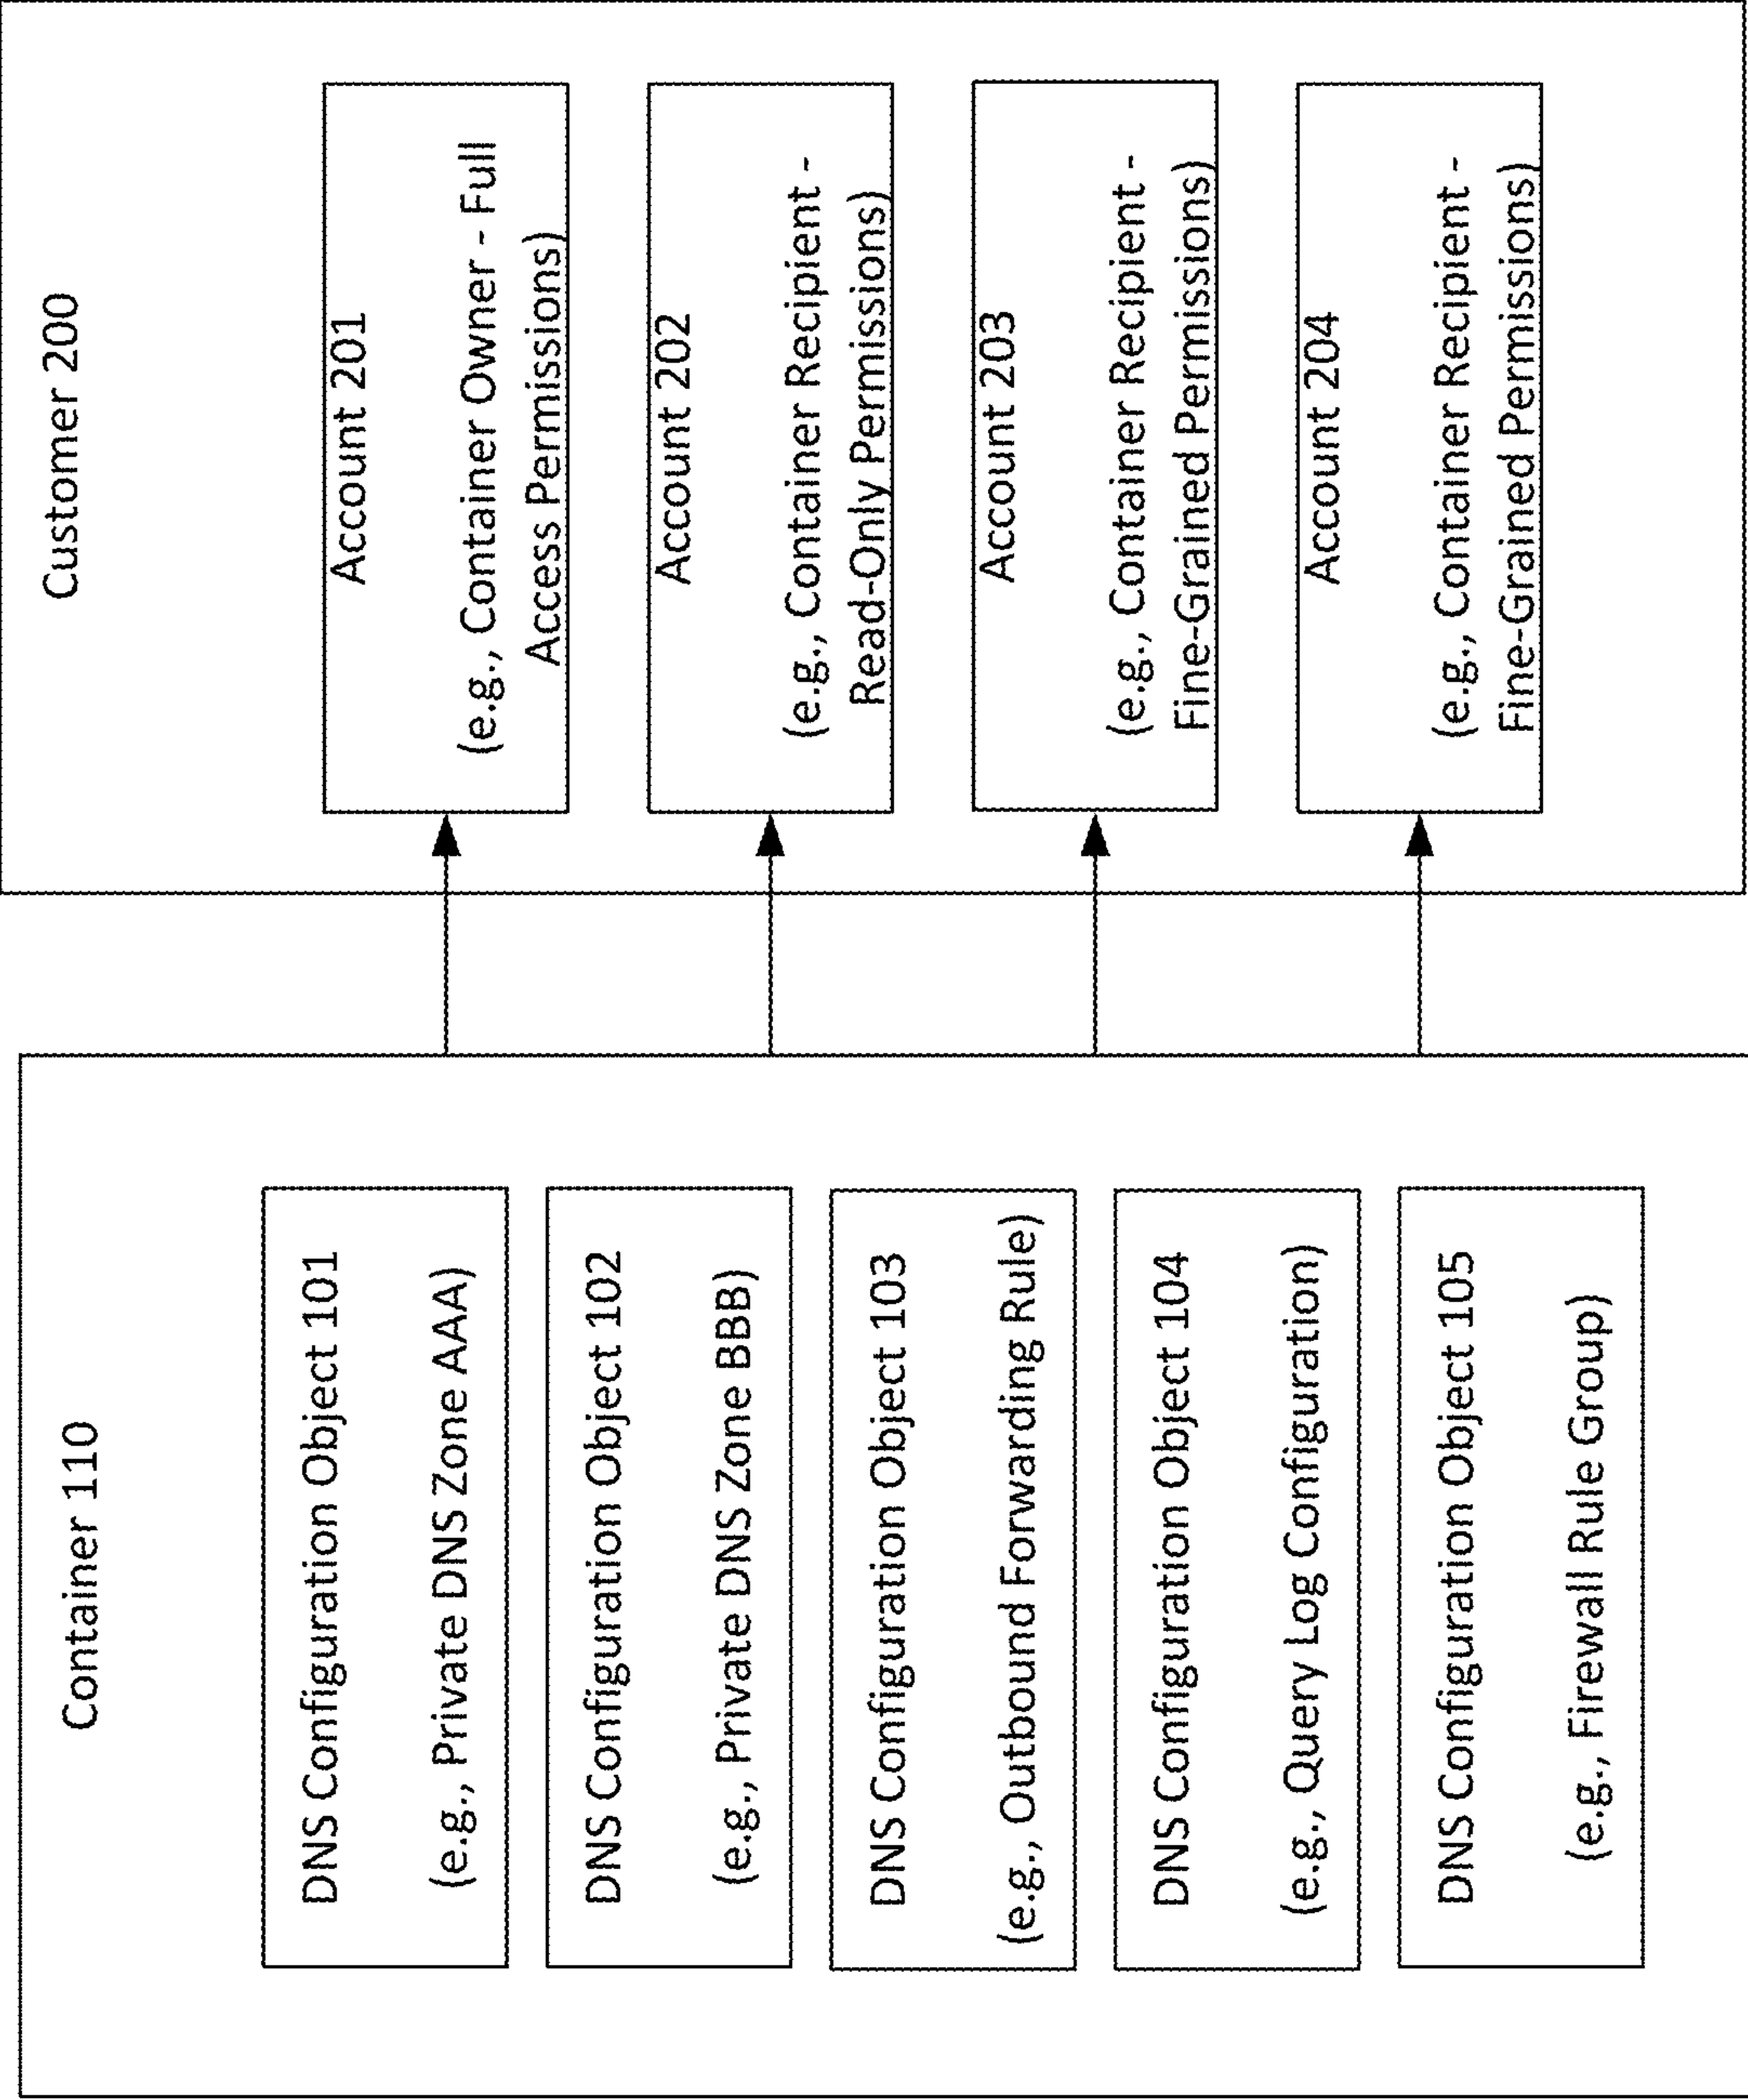 Container 110
DNS Configuration Object 101
(e.g., Private DNS Zone AAA)
DNS Configuration Object 102
(e.g., Private DNS Zone BBB)
DNS Configuration Object 103
(e.g., Outbound Forwarding Rule)
DNS Configuration Object 104
(e.g., Query Log Configuration)
DNS Configuration Object 105
(e.g., Firewall Rule Group)
Customer 200
Account 201
(e.g., Container Owner - Full
Access Permissions)
Account 202
(e.g., Container Recipient -
Read-Only Permissions)
Account 203
(e.g., Container Recipient -
Fine-Grained Permissions)
Account 204
(e.g., Container Recipient -
Fine-Grained Permissions)